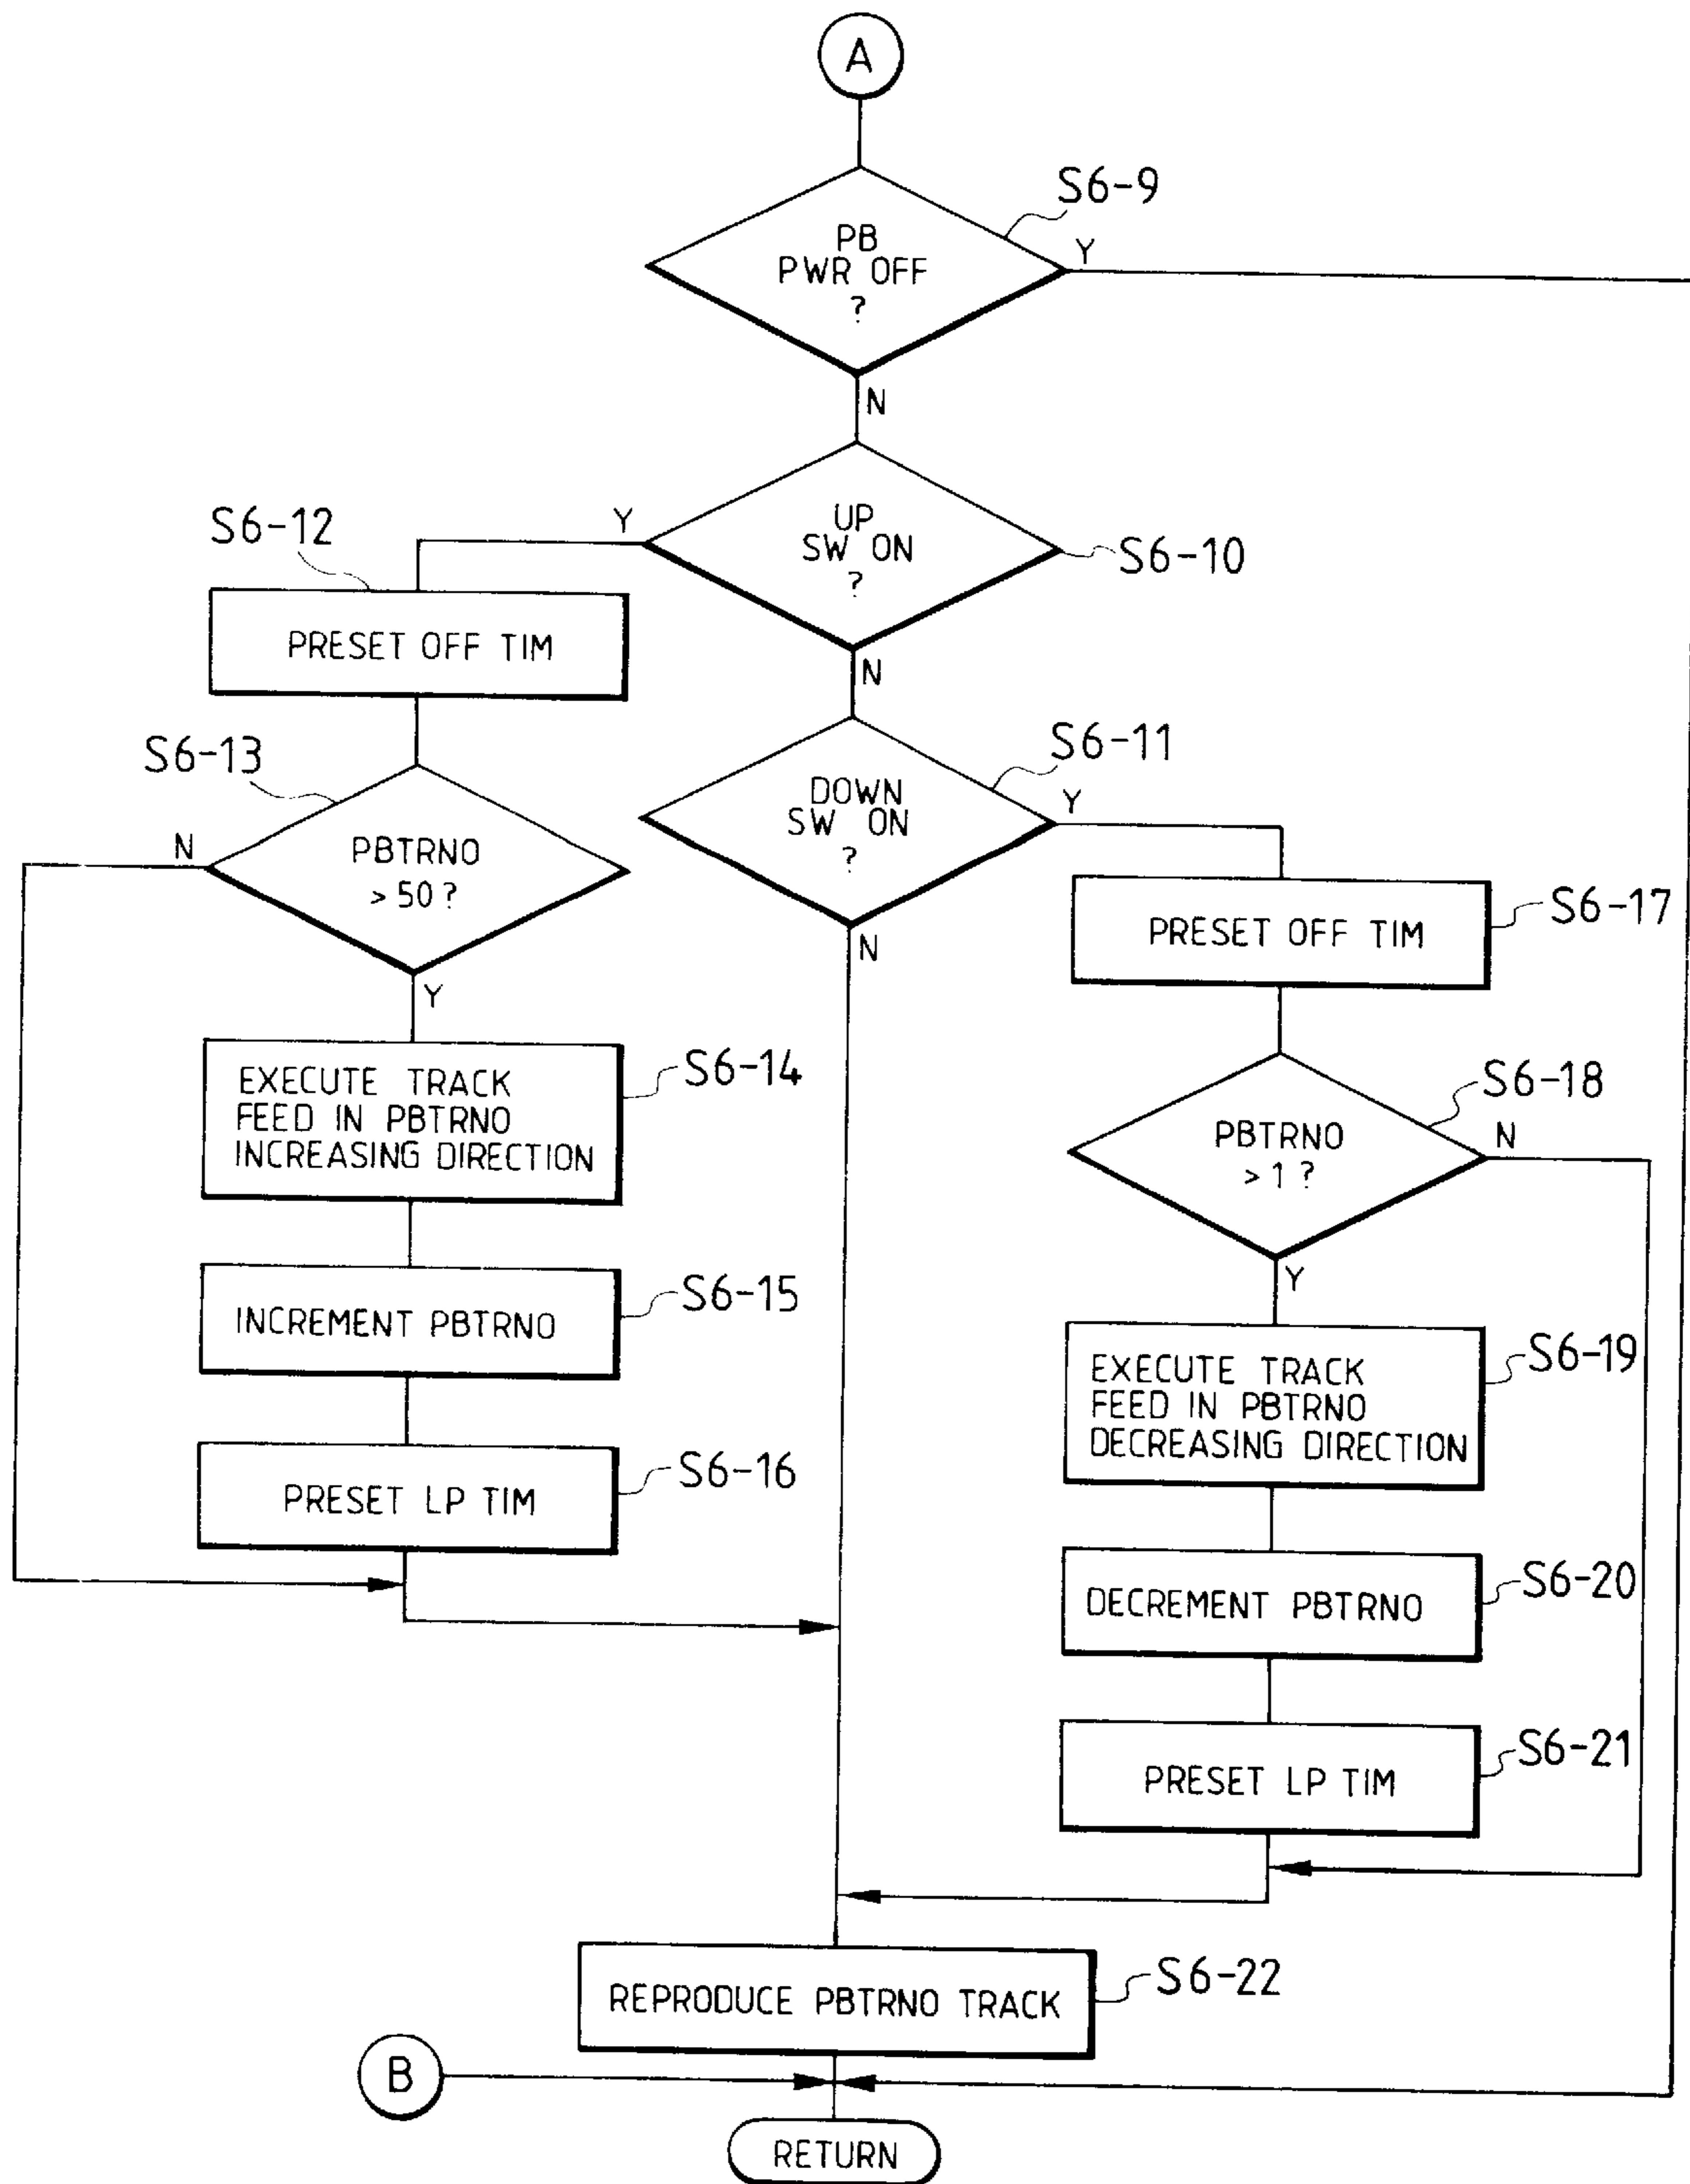 A
S6-9
PB
PWR OFF
?
Y
N
S6-12
Y
UP
SW ON
?
S6-10
PRESET OFF TIM
N
S6-13
S6-11
DOWN
SW ON
?
Y
N
PBTRNO
> 50 ?
N
Y
PRESET OFF TIM
S6-17
EXECUTE TRACK
FEED IN PBTRNO
INCREASING DIRECTION
S6-14
S6-18
PBTRNO
> 1 ?
N
Y
INCREMENT PBTRNO
S6-15
EXECUTE TRACK
FEED IN PBTRNO
DECREASING DIRECTION
S6-19
PRESET LP TIM
S6-16
DECREMENT PBTRNO
S6-20
PRESET LP TIM
S6-21
REPRODUCE PBTRNO TRACK
S6-22
B
RETURN